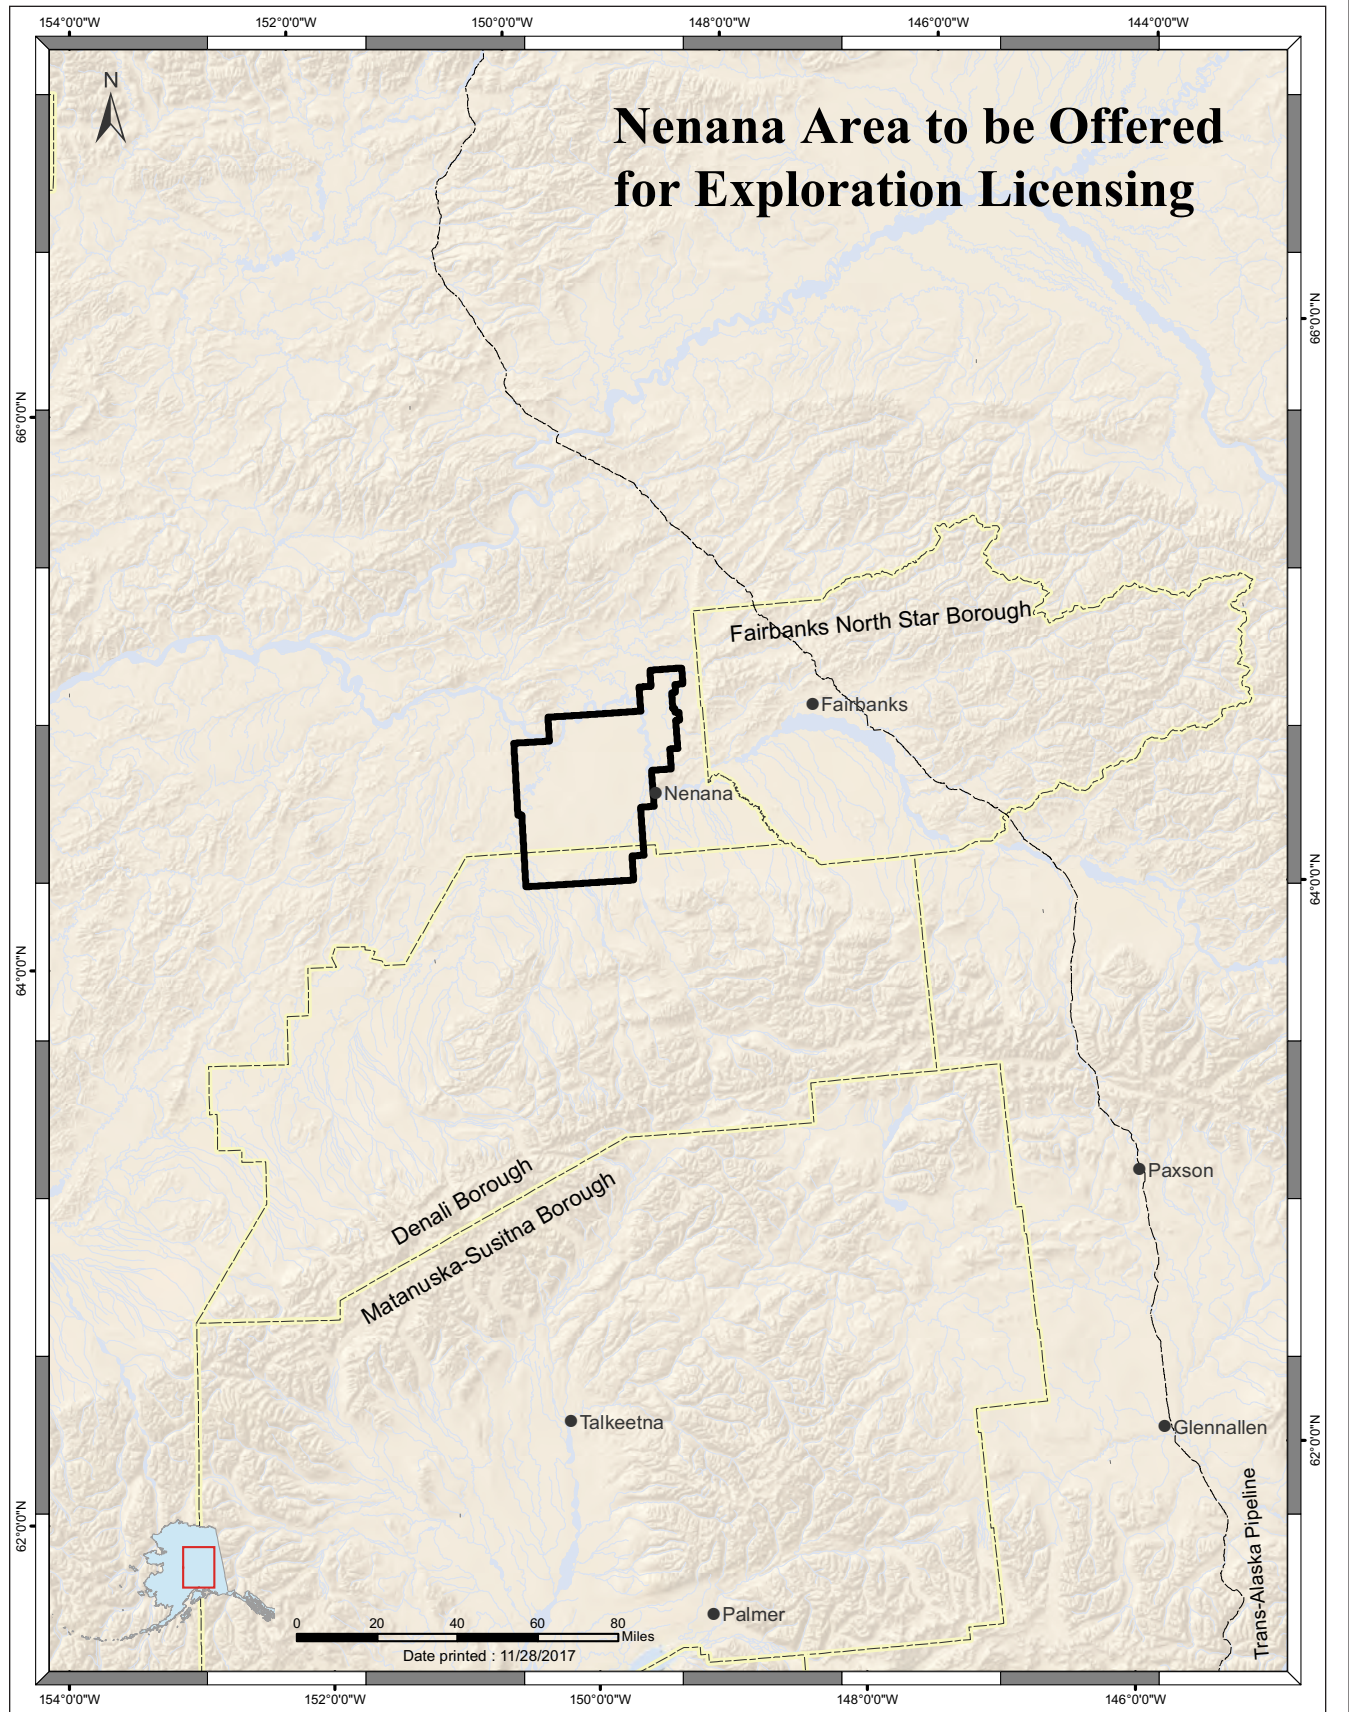 154°0'0"W
152°0'0"W
150°0'0"W
148°0'0"W
146°0'0"W
144°0'0"W
N
Nenana Area to be Offered
for Exploration Licensing
66°0'0"N
66°0'0"N
Fairbanks North Star Borough
Fairbanks
Nenana
64°0'0"N
64°0'0"N
Paxson
Denali Borough
Matanuska-Susitna Borough
Talkeetna
Glennallen
62°0'0"N
62°0'0"N
Trans-Alaska Pipeline
Palmer
0 20 40 60 80
Miles
Date printed : 11/28/2017
154°0'0"W
152°0'0"W
150°0'0"W
148°0'0"W
146°0'0"W